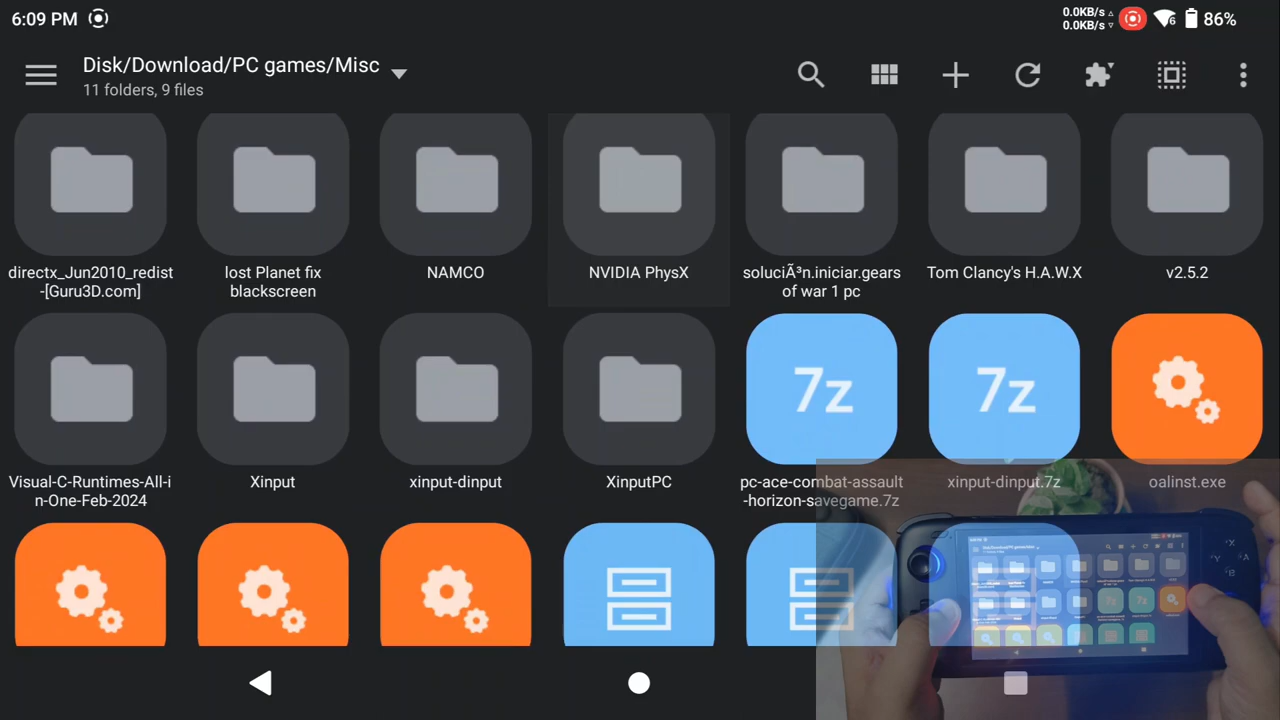 6:09 PM
0.0KB/s
0.0KB/s
6
86%
Disk/Download/PC games/Misc
11 folders, 9 files
directx_Jun2010_redist
-[Guru3D.com]
lost Planet fix
blackscreen
NAMCO
NVIDIA PhysX
soluciÃ³n.iniciar.gears
of war 1 pc
Tom Clancy's H.A.W.X
v2.5.2
7z
7z
Visual-C-Runtimes-All-i
n-One-Feb-2024
Xinput
xinput-dinput
XinputPC
pc-ace-combat-assault
-horizon-savegame.7z
xinput-dinput.7z
oalinst.exe
X
Y
A
B